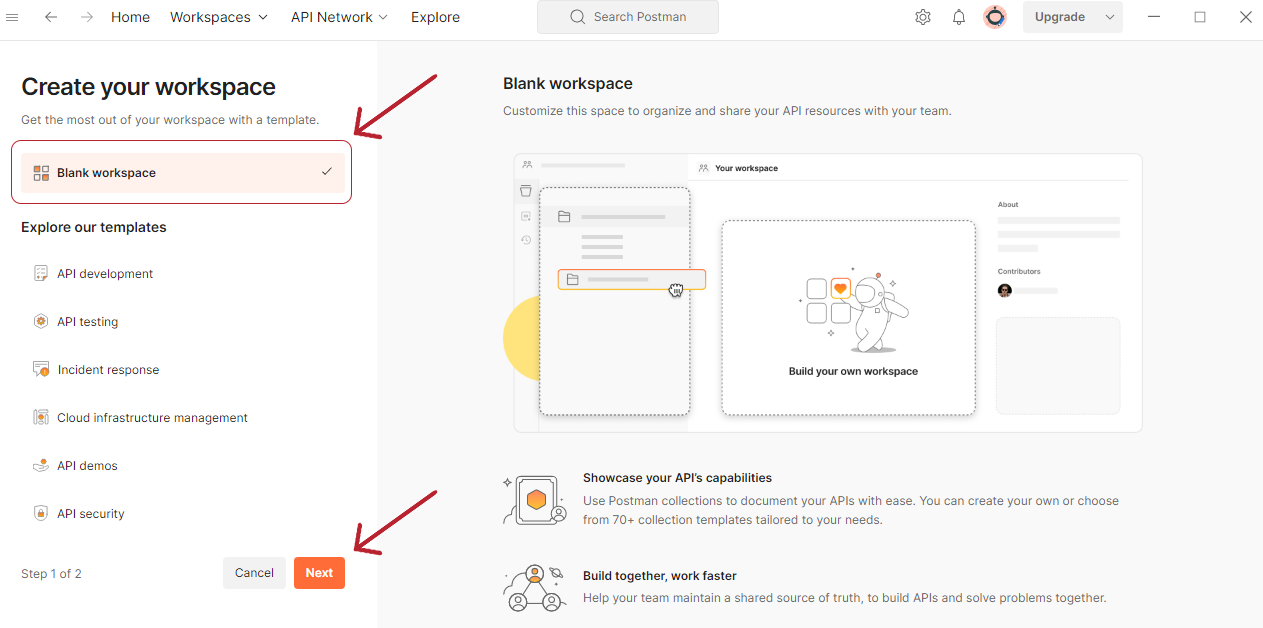 Home Workspaces API Network Explore Search Postman Upgrade
Create your workspace
Get the most out of your workspace with a template.
Blank workspace
Explore our templates
API development
API testing
Incident response
Cloud infrastructure management
API demos
API security
Step 1 of 2 Cancel Next
Blank workspace
Customize this space to organize and share your API resources with your team.
Your workspace
About
Contributors
Build your own workspace
Showcase your API's capabilities
Use Postman collections to document your APIs with ease. You can create your own or choose
from 70+ collection templates tailored to your needs.
Build together, work faster
Help your team maintain a shared source of truth, to build APIs and solve problems together.